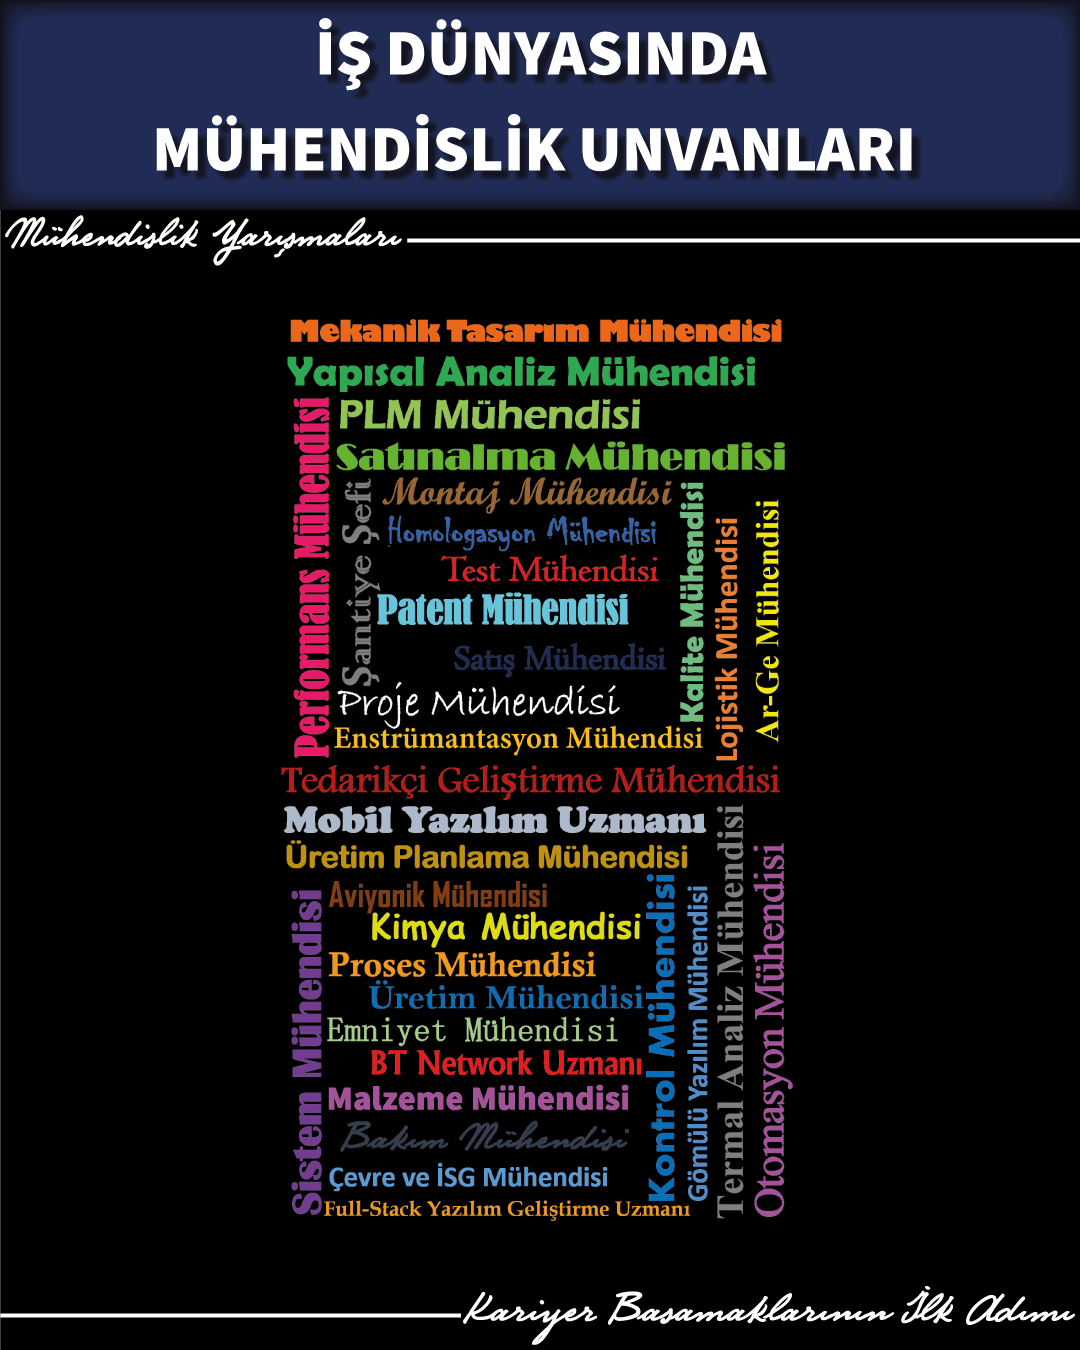 İŞ DÜNYASINDA
MÜHENDİSLİK UNVANLARI
Mühendislik Yarışmaları
Mekanik Tasarım Mühendisi
Yapısal Analiz Mühendisi
Performans Mühendisi
PLM Mühendisi
Satınalma Mühendisi
Şantiye Şefi
Montaj Mühendisi
Homologasyon Mühendisi
Test Mühendisi
Patent Mühendisi
Satış Mühendisi
Kalite Mühendisi
Lojistik Mühendisi
Ar-Ge Mühendisi
Proje Mühendisi
Enstrümantasyon Mühendisi
Tedarikçi Geliştirme Mühendisi
Mobil Yazılım Uzmanı
Üretim Planlama Mühendisi
Sistem Mühendisi
Aviyonik Mühendisi
Kimya Mühendisi
Proses Mühendisi
Üretim Mühendisi
Emniyet Mühendisi
BT Network Uzmanı
Malzeme Mühendisi
Bakım Mühendisi
Çevre ve İSG Mühendisi
Full-Stack Yazılım Geliştirme Uzmanı
Kontrol Mühendisi
Gömülü Yazılım Mühendisi
Termal Analiz Mühendisi
Otomasyon Mühendisi
Kariyer Basamaklarının İlk Adımı